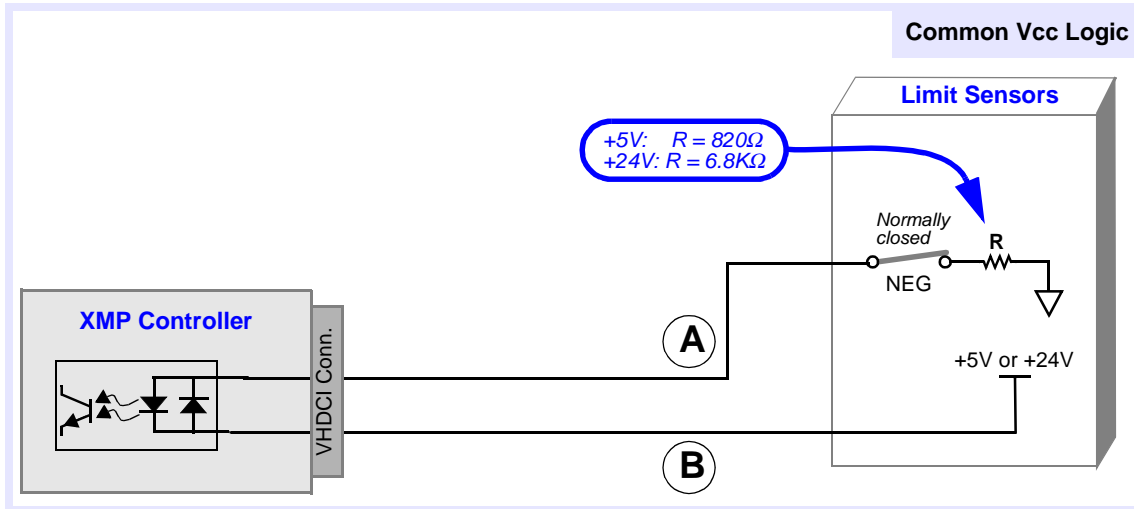 Common Vcc Logic
Limit Sensors
+5V: R = 820Ω
+24V: R = 6.8KΩ
Normally
closed
R
NEG
XMP Controller
VHDCI Conn.
A
+5V or +24V
B